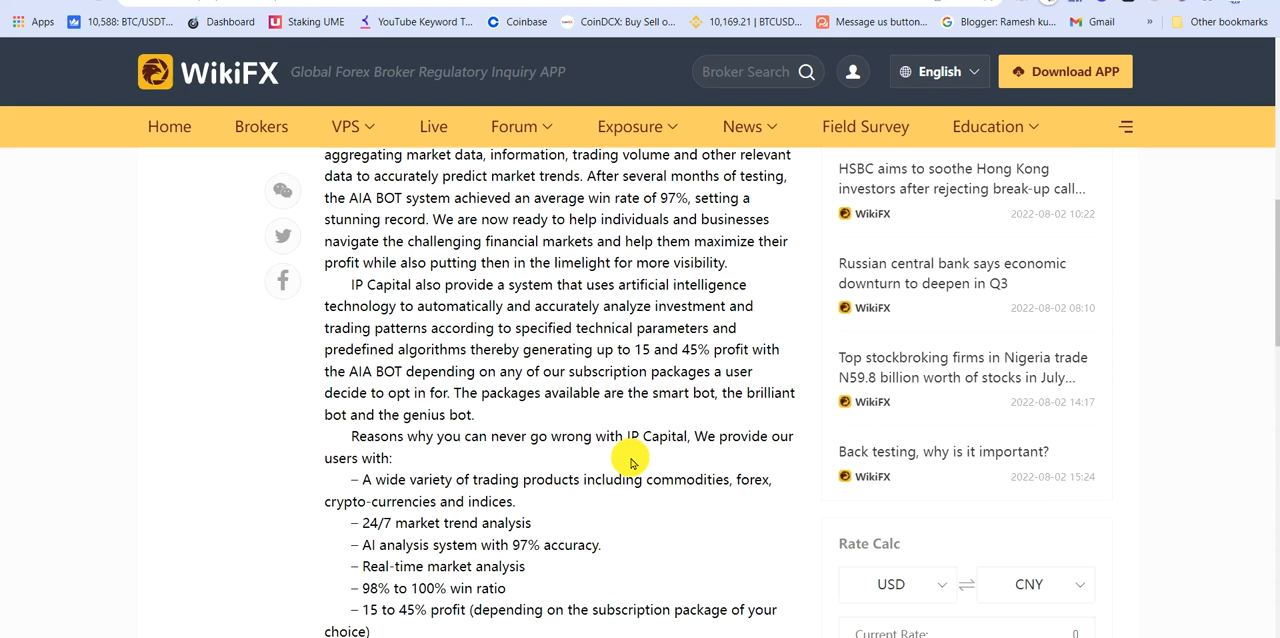 Apps 10,588: BTC/USDT... Dashboard Staking UME YouTube Keyword T... Coinbase CoinDCX: Buy Sell o... 10,169.21 | BTCUSD... Message us button... Blogger: Ramesh ku... Gmail » Other bookmarks
WikiFX Global Forex Broker Regulatory Inquiry APP Broker Search English Download APP
Home Brokers VPS Live Forum Exposure News Field Survey Education
aggregating market data, information, trading volume and other relevant
data to accurately predict market trends. After several months of testing,
the AIA BOT system achieved an average win rate of 97%, setting a
stunning record. We are now ready to help individuals and businesses
navigate the challenging financial markets and help them maximize their
profit while also putting then in the limelight for more visibility.
IP Capital also provide a system that uses artificial intelligence
technology to automatically and accurately analyze investment and
trading patterns according to specified technical parameters and
predefined algorithms thereby generating up to 15 and 45% profit with
the AIA BOT depending on any of our subscription packages a user
decide to opt in for. The packages available are the smart bot, the brilliant
bot and the genius bot.
Reasons why you can never go wrong with IP Capital, We provide our
users with:
– A wide variety of trading products including commodities, forex,
crypto-currencies and indices.
– 24/7 market trend analysis
– AI analysis system with 97% accuracy.
– Real-time market analysis
– 98% to 100% win ratio
– 15 to 45% profit (depending on the subscription package of your
choice)
HSBC aims to soothe Hong Kong
investors after rejecting break-up call...
WikiFX 2022-08-02 10:22
Russian central bank says economic
downturn to deepen in Q3
WikiFX 2022-08-02 08:10
Top stockbroking firms in Nigeria trade
N59.8 billion worth of stocks in July...
WikiFX 2022-08-02 14:17
Back testing, why is it important?
WikiFX 2022-08-02 15:24
Rate Calc
USD CNY
Current Rate: 0